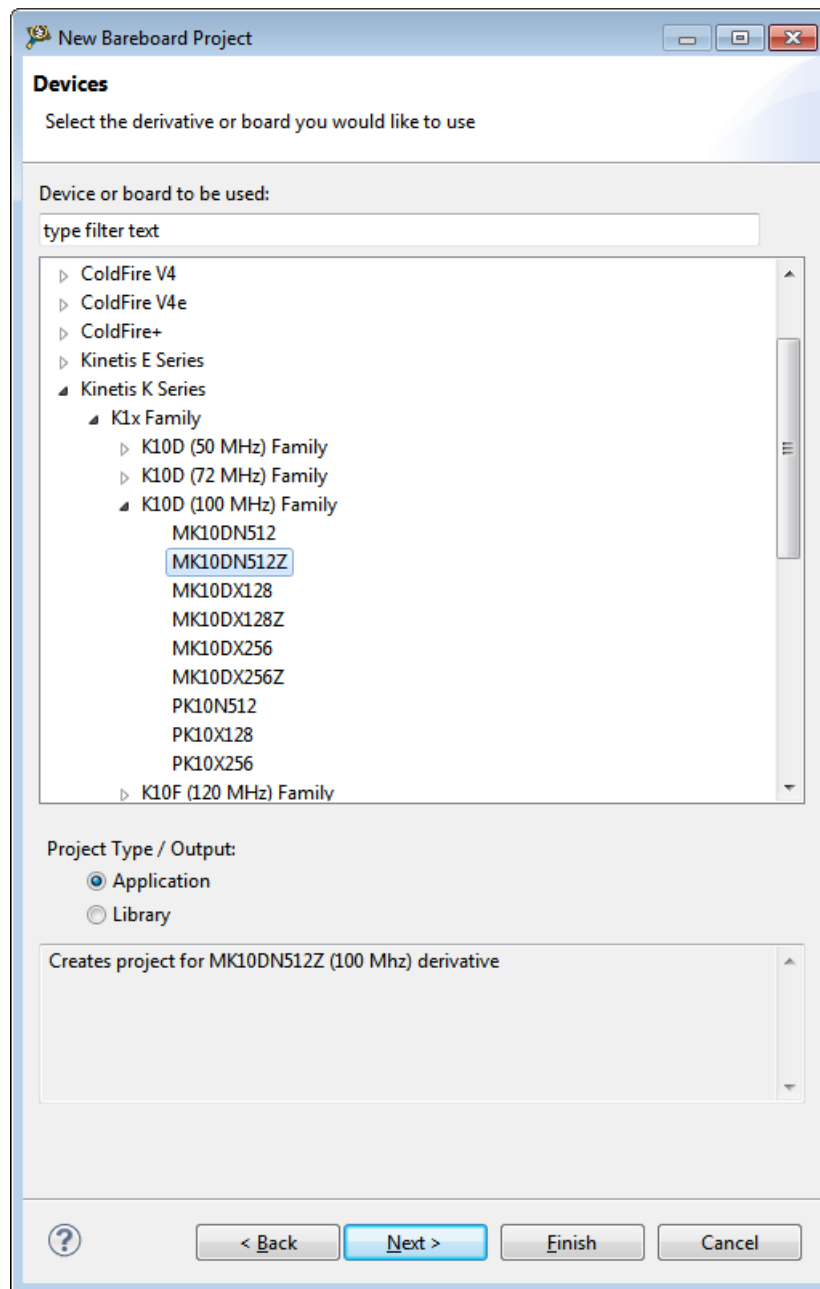 New Bareboard Project
Devices
Select the derivative or board you would like to use
Device or board to be used:
type filter text
ColdFire V4
ColdFire V4e
ColdFire+
Kinetis E Series
Kinetis K Series
K1x Family
K10D (50 MHz) Family
K10D (72 MHz) Family
K10D (100 MHz) Family
MK10DN512
MK10DN512Z
MK10DX128
MK10DX128Z
MK10DX256
MK10DX256Z
PK10N512
PK10X128
PK10X256
K10F (120 MHz) Family
Project Type / Output:
Application
Library
Creates project for MK10DN512Z (100 Mhz) derivative
?
< Back
Next >
Finish
Cancel